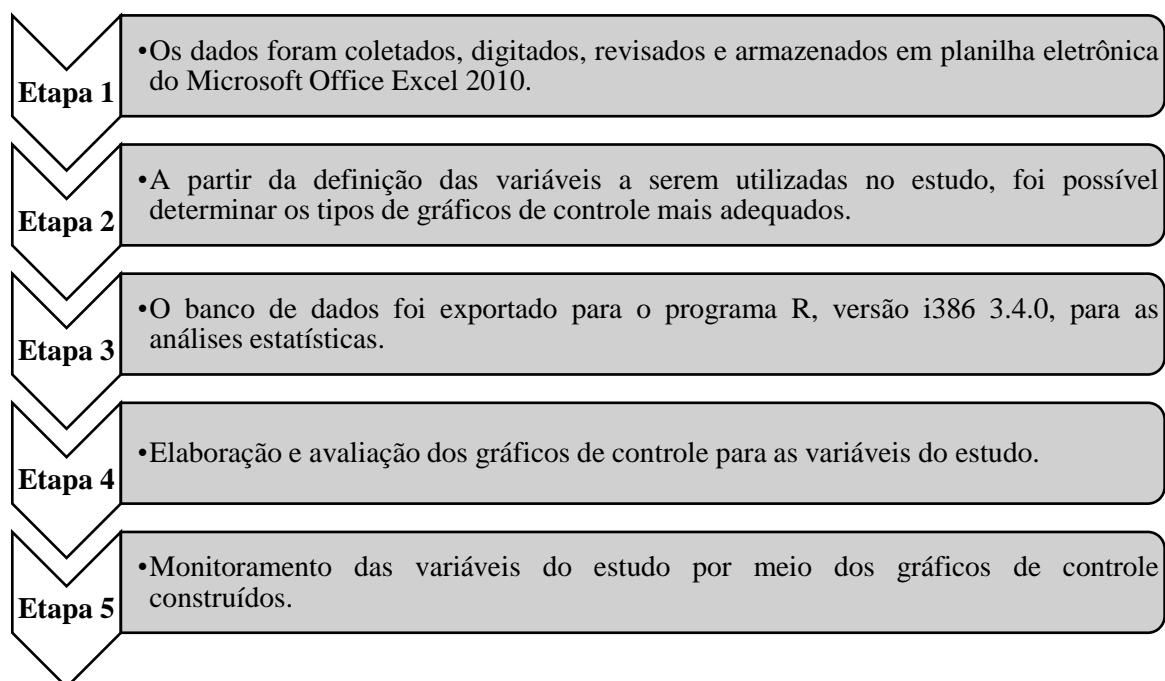 Etapa 1
•Os dados foram coletados, digitados, revisados e armazenados em planilha eletrônica
do Microsoft Office Excel 2010.
Etapa 2
•A partir da definição das variáveis a serem utilizadas no estudo, foi possível
determinar os tipos de gráficos de controle mais adequados.
Etapa 3
•O banco de dados foi exportado para o programa R, versão i386 3.4.0, para as
análises estatísticas.
Etapa 4
•Elaboração e avaliação dos gráficos de controle para as variáveis do estudo.
Etapa 5
•Monitoramento das variáveis do estudo por meio dos gráficos de controle
construídos.